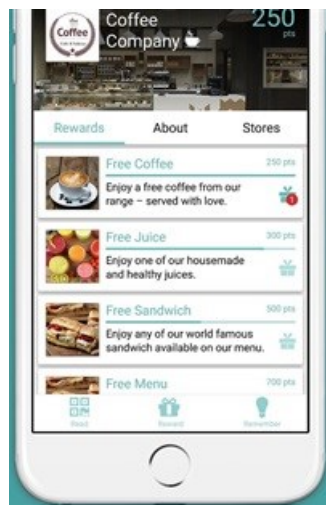 Coffee
Company
250
pts
Coffee
Rewards About Stores
Free Coffee 250 pts
Enjoy a free coffee from our
range – served with love.
1
Free Juice 300 pts
Enjoy one of our housemade
and healthy juices.
Free Sandwich 500 pts
Enjoy any of our world famous
sandwich available on our menu.
Free Menu 700 pts
Read Reward Remember